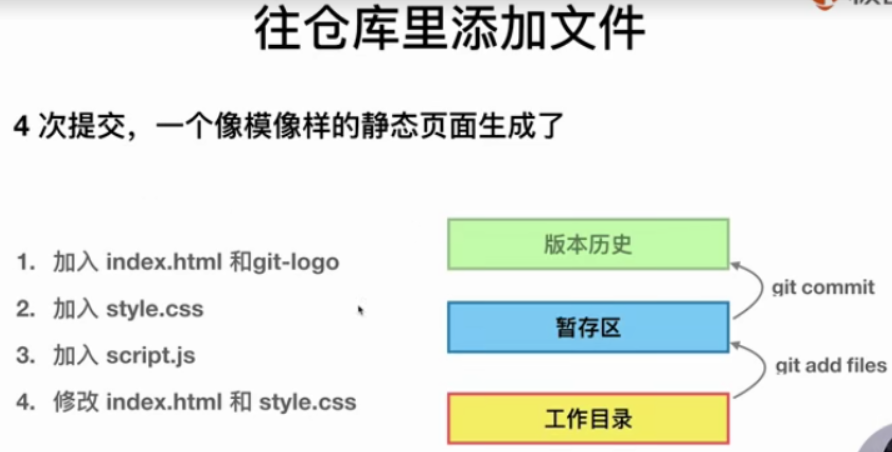 往仓库里添加文件
4 次提交，一个像模像样的静态页面生成了
1. 加入 index.html 和git-logo
2. 加入 style.css
3. 加入 script.js
4. 修改 index.html 和 style.css
版本历史
git commit
暂存区
git add files
工作目录